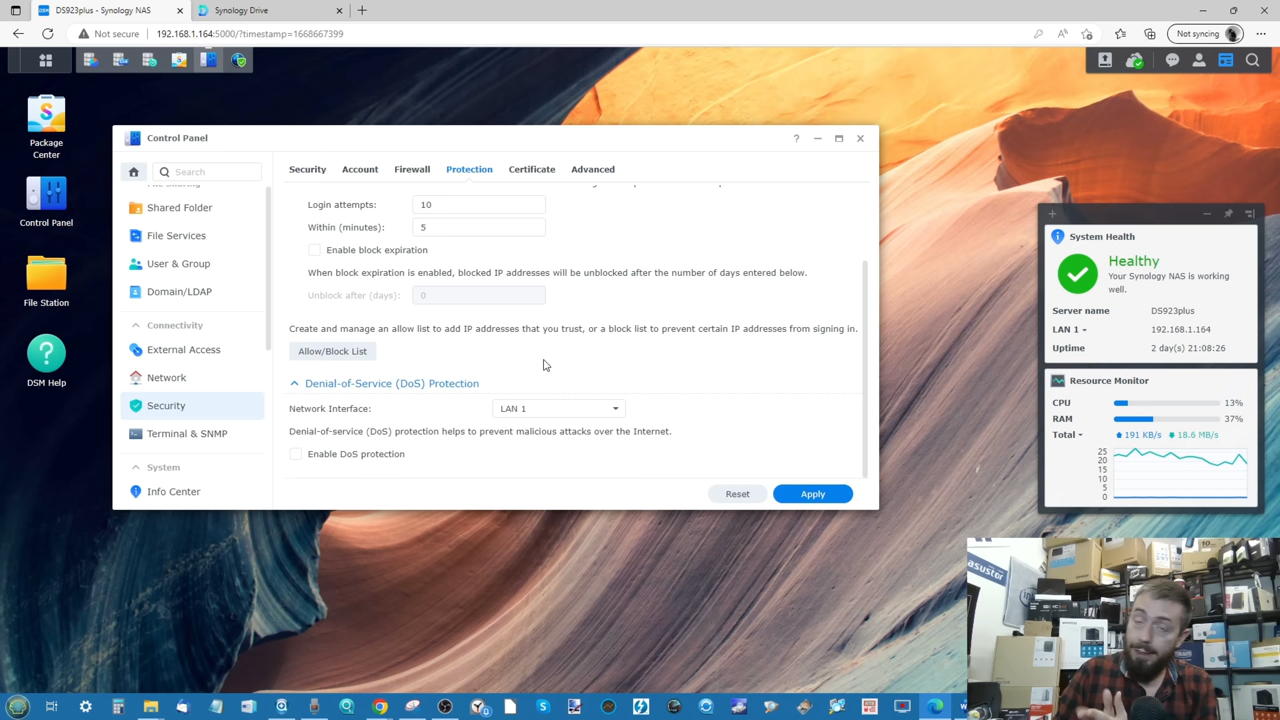 DS923plus - Synology NAS
Synology Drive
Not secure
192.168.1.164:5000/?timestamp=1668667399
Not syncing
Package
Center
Control Panel
File Station
DSM Help
Control Panel
Search
Shared Folder
File Services
User & Group
Domain/LDAP
Connectivity
External Access
Network
Security
Terminal & SNMP
System
Info Center
Security
Account
Firewall
Protection
Certificate
Advanced
Login attempts:
10
Within (minutes):
5
Enable block expiration
When block expiration is enabled, blocked IP addresses will be unblocked after the number of days entered below.
Unblock after (days):
0
Create and manage an allow list to add IP addresses that you trust, or a block list to prevent certain IP addresses from signing in.
Allow/Block List
Denial-of-Service (DoS) Protection
Network Interface:
LAN 1
Denial-of-service (DoS) protection helps to prevent malicious attacks over the Internet.
Enable DoS protection
Reset
Apply
System Health
Healthy
Your Synology NAS is working
well.
Server name
DS923plus
LAN 1
192.168.1.164
Uptime
2 day(s) 21:08:26
Resource Monitor
CPU
13%
RAM
37%
Total
191 KB/s
18.6 MB/s
25
20
15
10
5
0
asustor